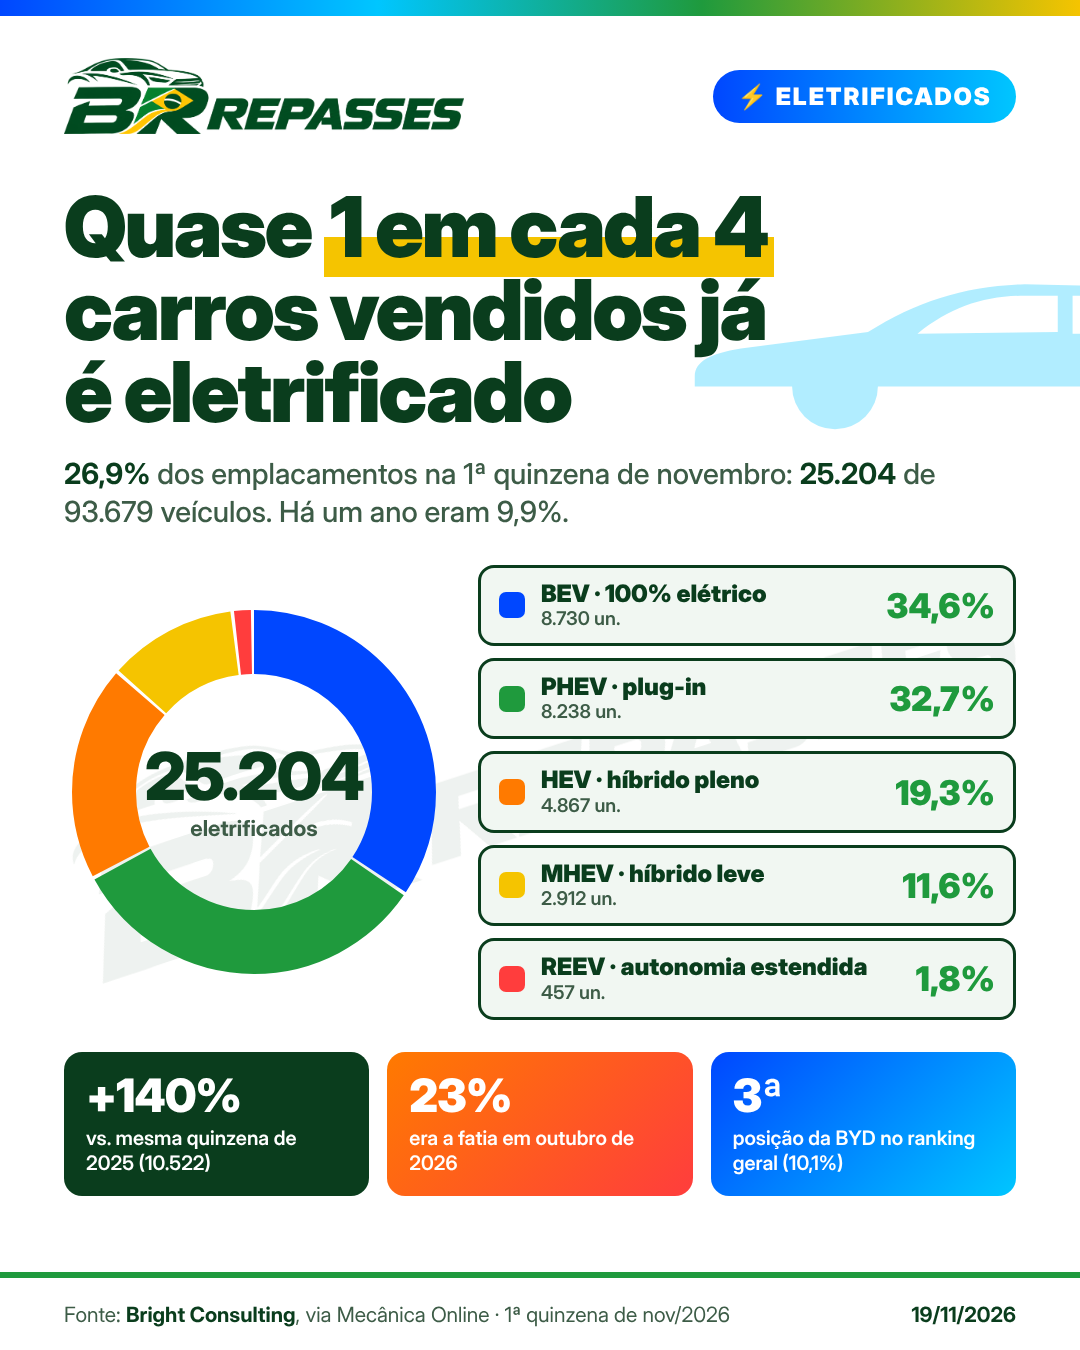 BR REPASSES
⚡ ELETRIFICADOS
Quase 1 em cada 4
carros vendidos já
é eletrificado
26,9% dos emplacamentos na 1ª quinzena de novembro: 25.204 de
93.679 veículos. Há um ano eram 9,9%.
25.204
eletrificados
BEV · 100% elétrico
8.730 un.
34,6%
PHEV · plug-in
8.238 un.
32,7%
HEV · híbrido pleno
4.867 un.
19,3%
MHEV · híbrido leve
2.912 un.
11,6%
REEV · autonomia estendida
457 un.
1,8%
+140%
vs. mesma quinzena de
2025 (10.522)
23%
era a fatia em outubro de
2026
3ª
posição da BYD no ranking
geral (10,1%)
Fonte: Bright Consulting, via Mecânica Online · 1ª quinzena de nov/2026
19/11/2026